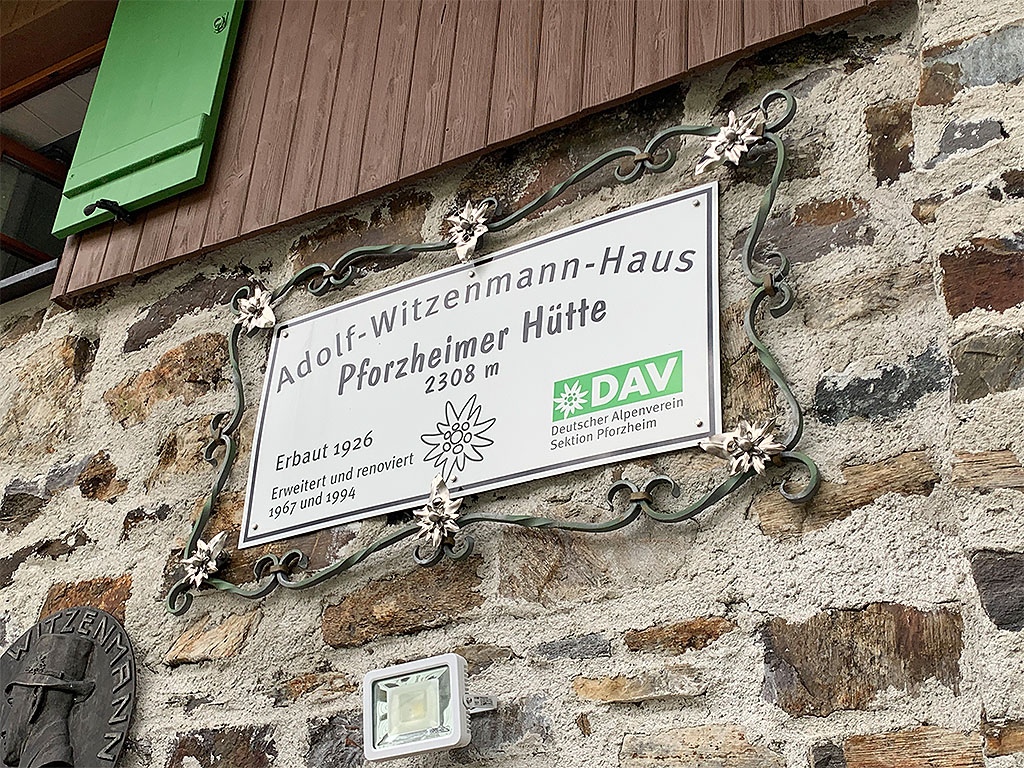 Adolf-Witzenmann-Haus
Pforzheimer Hütte
2308 m
DAV
Deutscher Alpenverein
Sektion Pforzheim
Erbaut 1926
Erweitert und renoviert
1967 und 1994
WITZENMANN